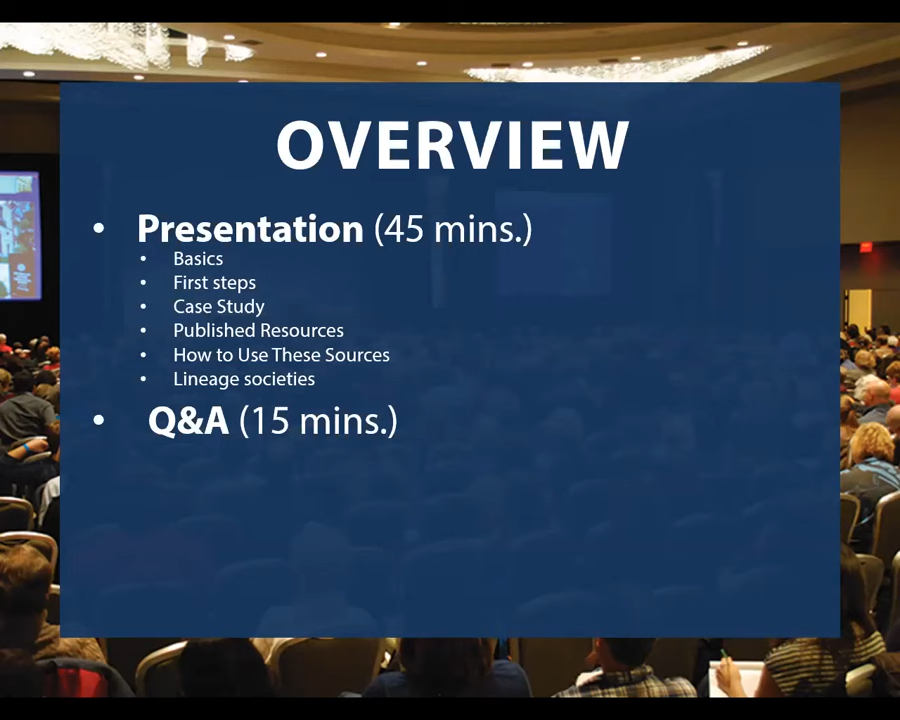 OVERVIEW
• Presentation (45 mins.)
• Basics
• First steps
• Case Study
• Published Resources
• How to Use These Sources
• Lineage societies
• Q&A (15 mins.)